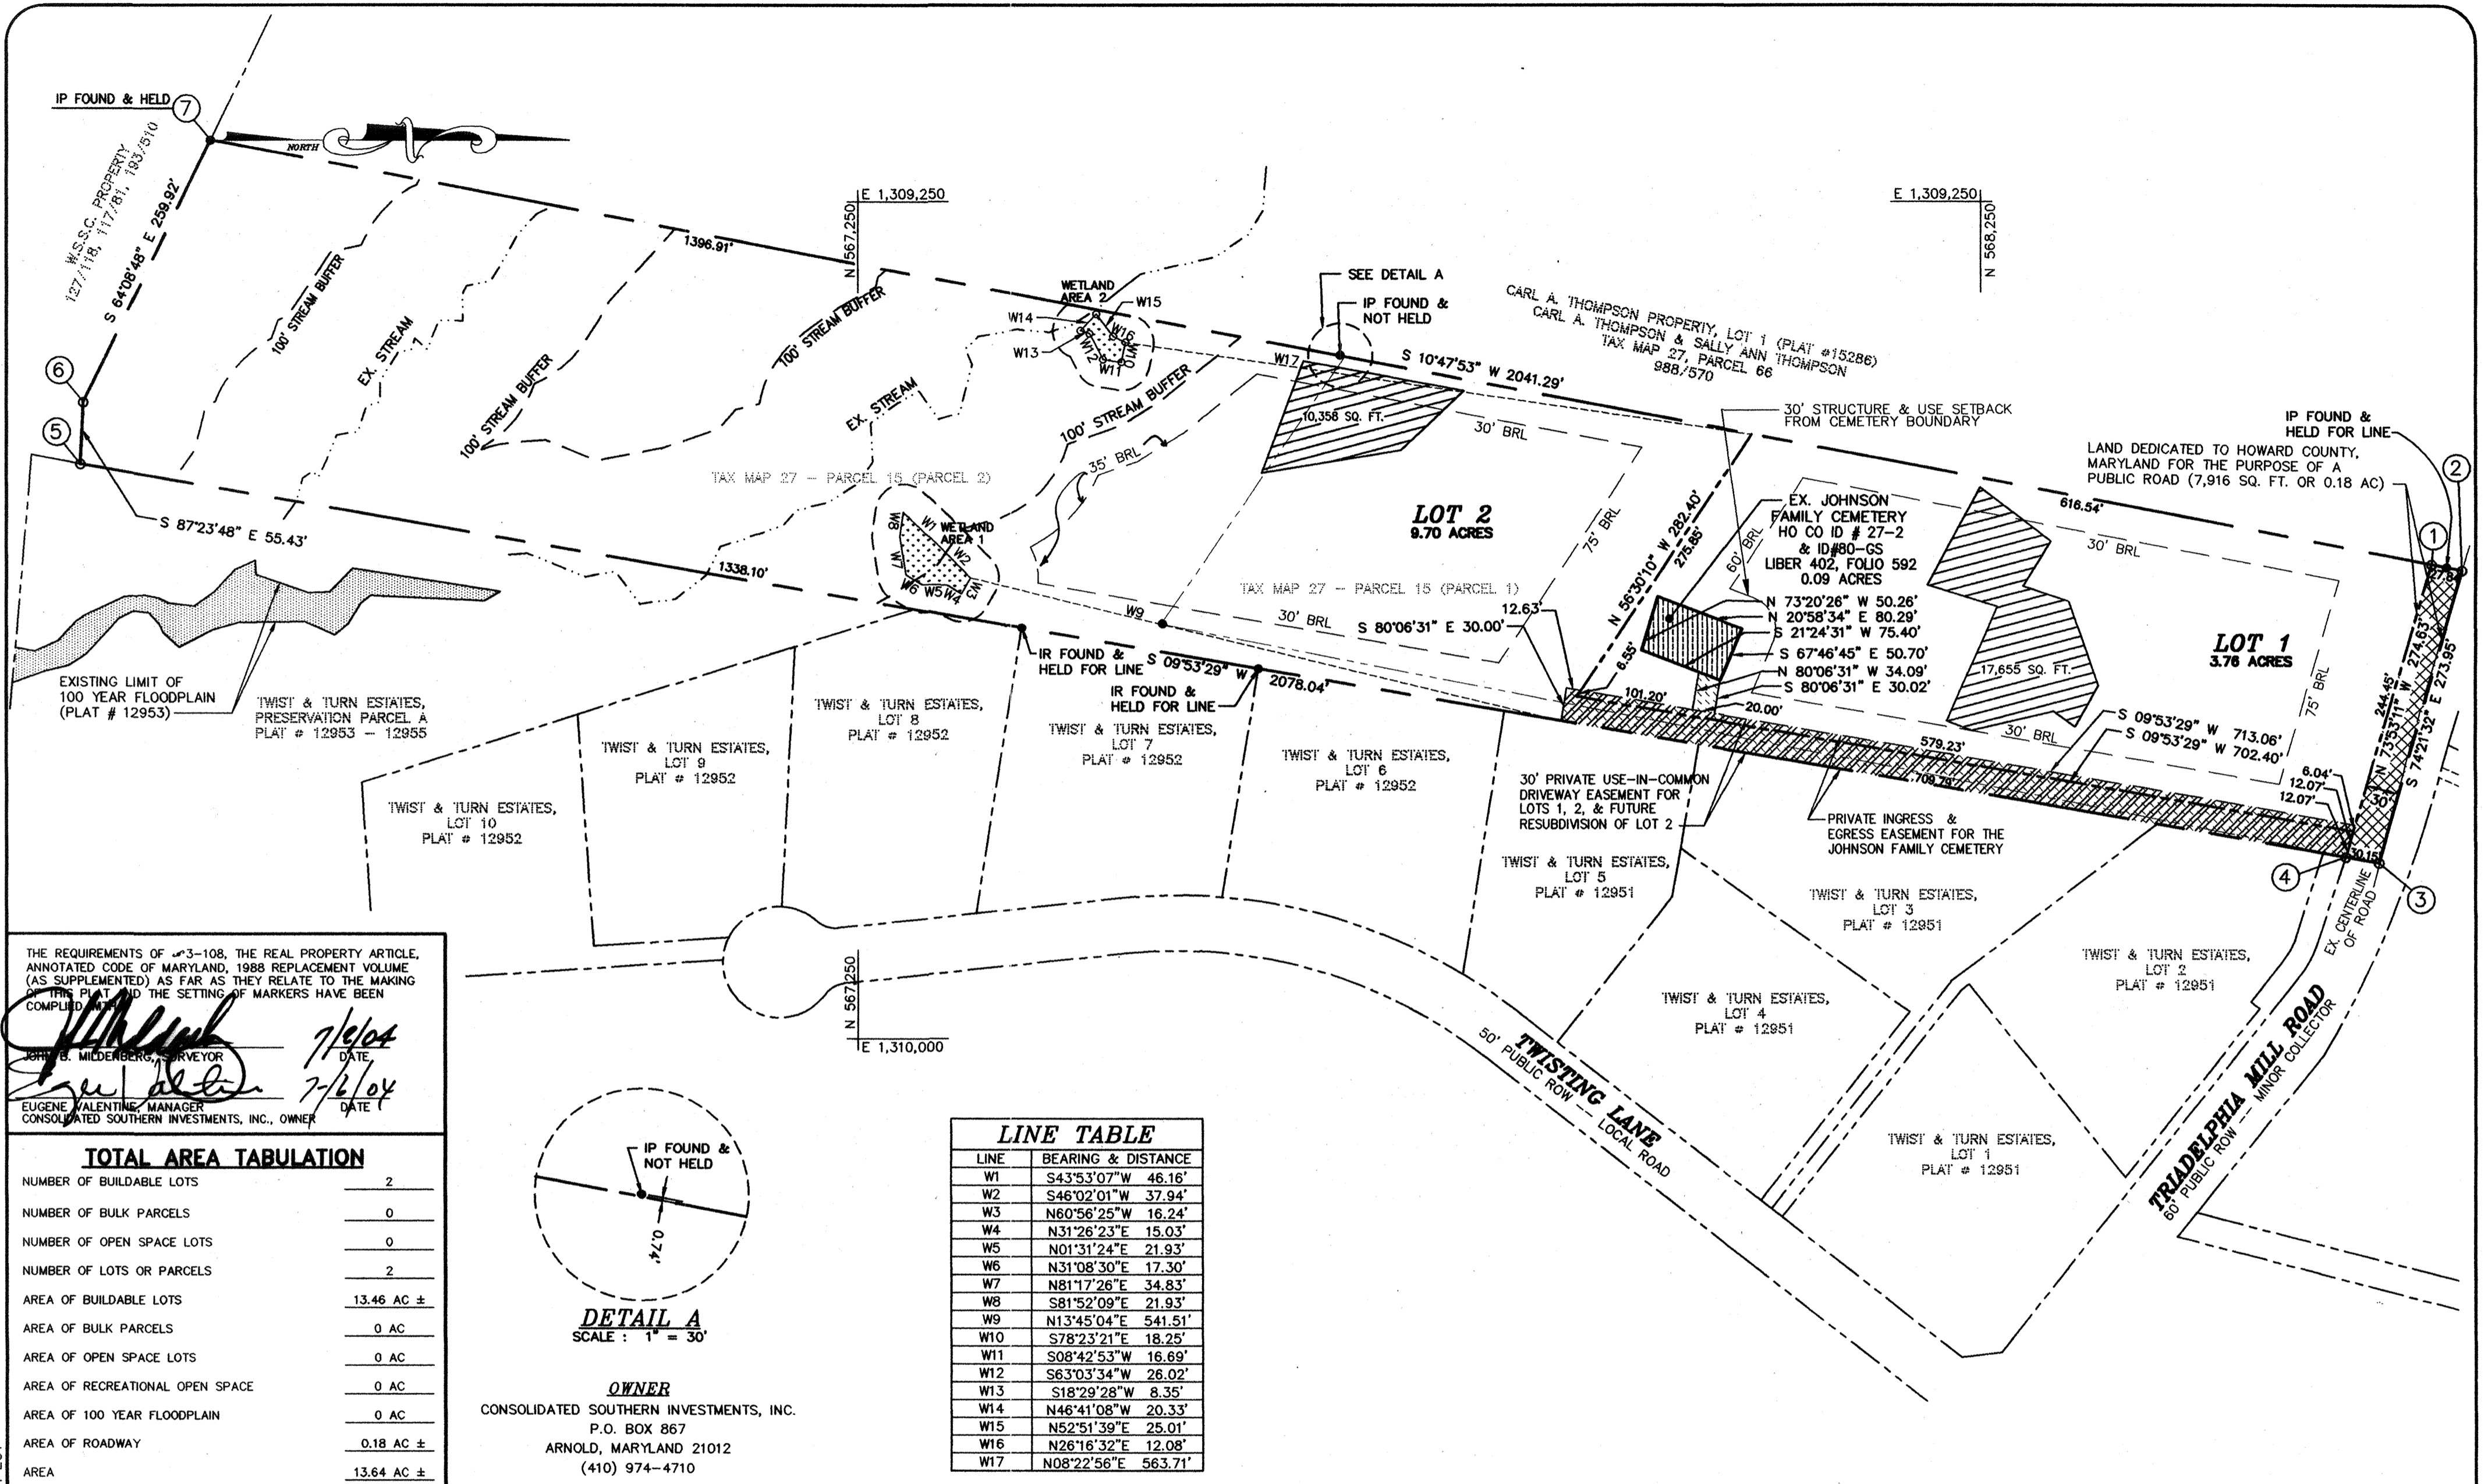 IP FOUND & HELD
7
NORTH
W.S.S.C. PROPERTY
127/118, 117/81, 193/510
S 64°08'48" E 259.92'
6
5
S 87°23'48" E 55.43'
100' STREAM BUFFER
EX. STREAM
1
100' STREAM BUFFER
1396.91'
E 1,309,250
N 567,250
100' STREAM BUFFER
EX. STREAM
WETLAND
AREA 2
W15
W14
W13
W16
W12
W11
W10
100' STREAM BUFFER
35' BRL
W17
SEE DETAIL A
IP FOUND &
NOT HELD
S 10°47'53" W 2041.29'
CARL A. THOMPSON PROPERTY, LOT 1 (PLAT #15286)
CARL A. THOMPSON & SALLY ANN THOMPSON
TAX MAP 27, PARCEL 66
988/570
E 1,309,250
N 568,250
10,358 SQ. FT.
30' BRL
30' STRUCTURE & USE SETBACK
FROM CEMETERY BOUNDARY
IP FOUND &
HELD FOR LINE
LAND DEDICATED TO HOWARD COUNTY,
MARYLAND FOR THE PURPOSE OF A
PUBLIC ROAD (7,916 SQ. FT. OR 0.18 AC)
2
1
616.54'
30' BRL
TAX MAP 27 - PARCEL 15 (PARCEL 2)
LOT 2
9.70 ACRES
75' BRL
N 56°30'10" W 282.40'
275.85'
6.55'
60' BRL
EX. JOHNSON
FAMILY CEMETERY
HO CO ID # 27-2
& ID#80-GS
LIBER 402, FOLIO 592
0.09 ACRES
N 73°20'26" W 50.26'
N 20°58'34" E 80.29'
S 21°24'31" W 75.40'
S 67°46'45" E 50.70'
N 80°06'31" W 34.09'
S 80°06'31" E 30.02'
20.00'
W8
W1
WETLAND
AREA 1
W2
W7
W6
W5
W4
W3
W9
1338.10'
TAX MAP 27 - PARCEL 15 (PARCEL 1)
30' BRL
12.63'
S 80°06'31" E 30.00'
101.20'
LOT 1
3.76 ACRES
17,655 SQ. FT.
75' BRL
30' BRL
244.45'
N 73°53'11" W 274.63'
S 74°21'32" E 273.95'
S 09°53'29" W 713.06'
S 09°53'29" W 702.40'
579.23'
709.79'
6.04'
12.07'
12.07'
30'
30.15'
4
3
IR FOUND &
HELD FOR LINE
S 09°53'29" W 2078.04'
IR FOUND &
HELD FOR LINE
30' PRIVATE USE-IN-COMMON
DRIVEWAY EASEMENT FOR
LOTS 1, 2, & FUTURE
RESUBDIVISION OF LOT 2
PRIVATE INGRESS &
EGRESS EASEMENT FOR THE
JOHNSON FAMILY CEMETERY
EX. CENTERLINE
OF ROAD
EXISTING LIMIT OF
100 YEAR FLOODPLAIN
(PLAT # 12953)
TWIST & TURN ESTATES,
PRESERVATION PARCEL A
PLAT # 12953 - 12955
TWIST & TURN ESTATES,
LOT 10
PLAT # 12952
TWIST & TURN ESTATES,
LOT 9
PLAT # 12952
TWIST & TURN ESTATES,
LOT 8
PLAT # 12952
TWIST & TURN ESTATES,
LOT 7
PLAT # 12952
TWIST & TURN ESTATES,
LOT 6
PLAT # 12952
TWIST & TURN ESTATES,
LOT 5
PLAT # 12951
TWIST & TURN ESTATES,
LOT 3
PLAT # 12951
TWIST & TURN ESTATES,
LOT 4
PLAT # 12951
TWIST & TURN ESTATES,
LOT 2
PLAT # 12951
TWIST & TURN ESTATES,
LOT 1
PLAT # 12951
TWISTING LANE
50' PUBLIC ROW - LOCAL ROAD
TRIADELPHIA MILL ROAD
60' PUBLIC ROW - MINOR COLLECTOR
N 567,250
E 1,310,000
THE REQUIREMENTS OF 3-108, THE REAL PROPERTY ARTICLE,
ANNOTATED CODE OF MARYLAND, 1988 REPLACEMENT VOLUME
(AS SUPPLEMENTED) AS FAR AS THEY RELATE TO THE MAKING
OF THIS PLAT AND THE SETTING OF MARKERS HAVE BEEN
COMPLIED WITH.
7/6/04
JOHN B. MILDENBERG, SURVEYOR DATE
7-6/04
EUGENE VALENTINE, MANAGER DATE
CONSOLIDATED SOUTHERN INVESTMENTS, INC., OWNER
TOTAL AREA TABULATION
NUMBER OF BUILDABLE LOTS 2
NUMBER OF BULK PARCELS 0
NUMBER OF OPEN SPACE LOTS 0
NUMBER OF LOTS OR PARCELS 2
AREA OF BUILDABLE LOTS 13.46 AC ±
AREA OF BULK PARCELS 0 AC
AREA OF OPEN SPACE LOTS 0 AC
AREA OF RECREATIONAL OPEN SPACE 0 AC
AREA OF 100 YEAR FLOODPLAIN 0 AC
AREA OF ROADWAY 0.18 AC ±
AREA 13.64 AC ±
IP FOUND &
NOT HELD
0.74'
DETAIL A
SCALE : 1" = 30'
OWNER
CONSOLIDATED SOUTHERN INVESTMENTS, INC.
P.O. BOX 867
ARNOLD, MARYLAND 21012
(410) 974-4710
LINE TABLE
LINE BEARING & DISTANCE
W1 S43°53'07"W 46.16'
W2 S46°02'01"W 37.94'
W3 N60°56'25"W 16.24'
W4 N31°26'23"E 15.03'
W5 N01°31'24"E 21.93'
W6 N31°08'30"E 17.30'
W7 N81°17'26"E 34.83'
W8 S81°52'09"E 21.93'
W9 N13°45'04"E 541.51'
W10 S78°23'21"E 18.25'
W11 S08°42'53"W 16.69'
W12 S63°03'34"W 26.02'
W13 S18°29'28"W 8.35'
W14 N46°41'08"W 20.33'
W15 N52°51'39"E 25.01'
W16 N26°16'32"E 12.08'
W17 N08°22'56"E 563.71'